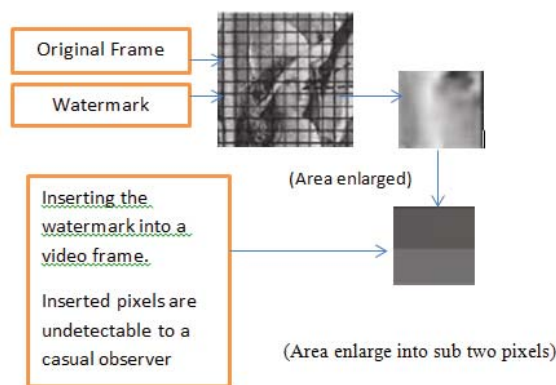 Original Frame
Watermark
(Area enlarged)
Inserting the
watermark into a
video frame.
Inserted pixels are
undetectable to a
casual observer
(Area enlarge into sub two pixels)